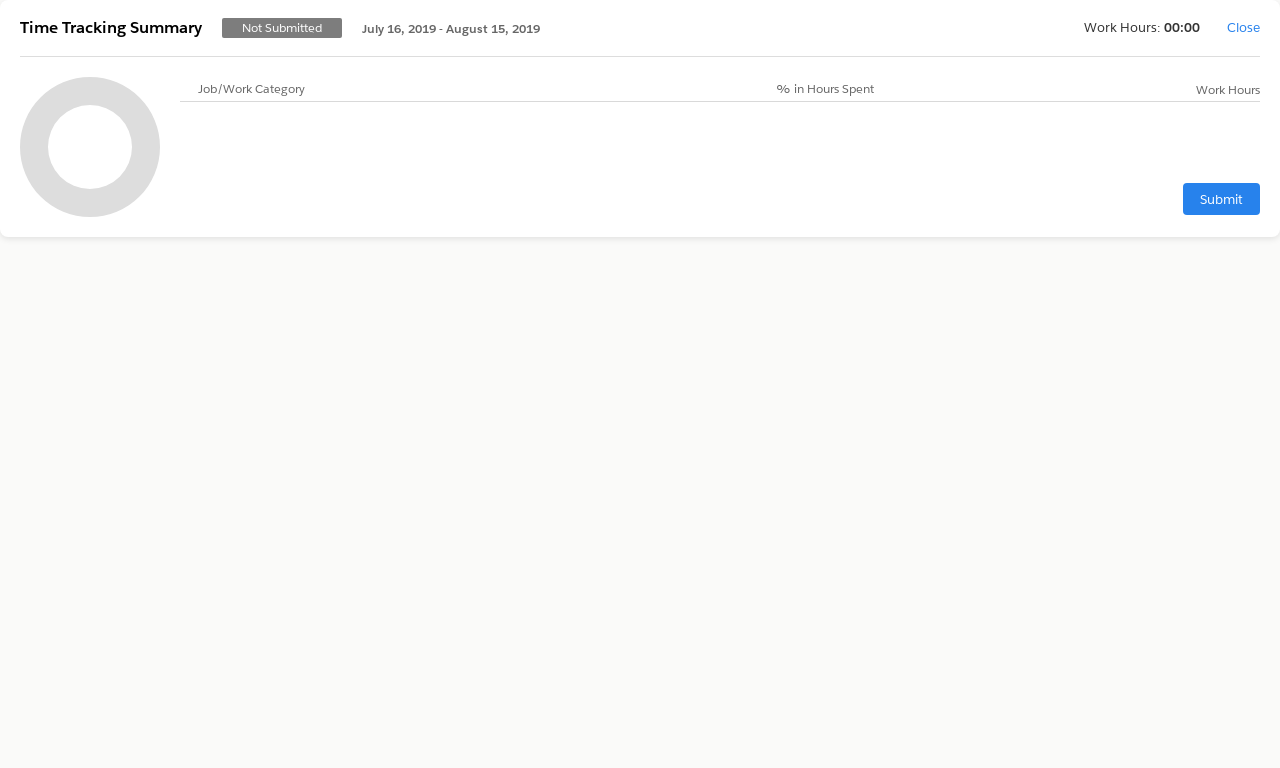 Time Tracking Summary Not Submitted July 16, 2019 - August 15, 2019 Work Hours: 00:00 Close
Job/Work Category % in Hours Spent Work Hours
Submit